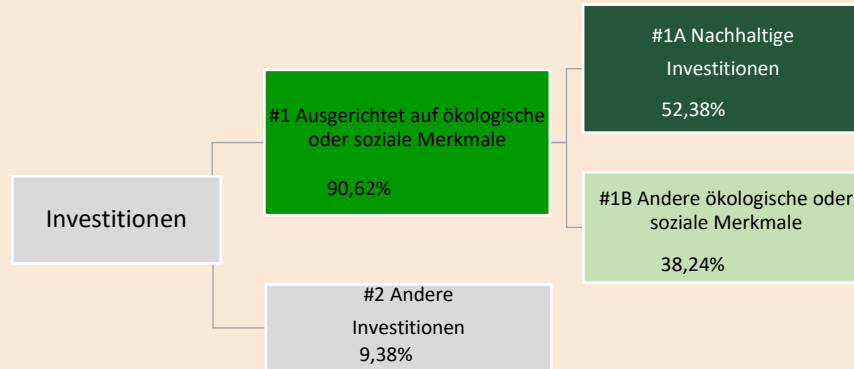 Investitionen
#1 Ausgerichtet auf ökologische
oder soziale Merkmale
90,62%
#2 Andere
Investitionen
9,38%
#1A Nachhaltige
Investitionen
52,38%
#1B Andere ökologische oder
soziale Merkmale
38,24%